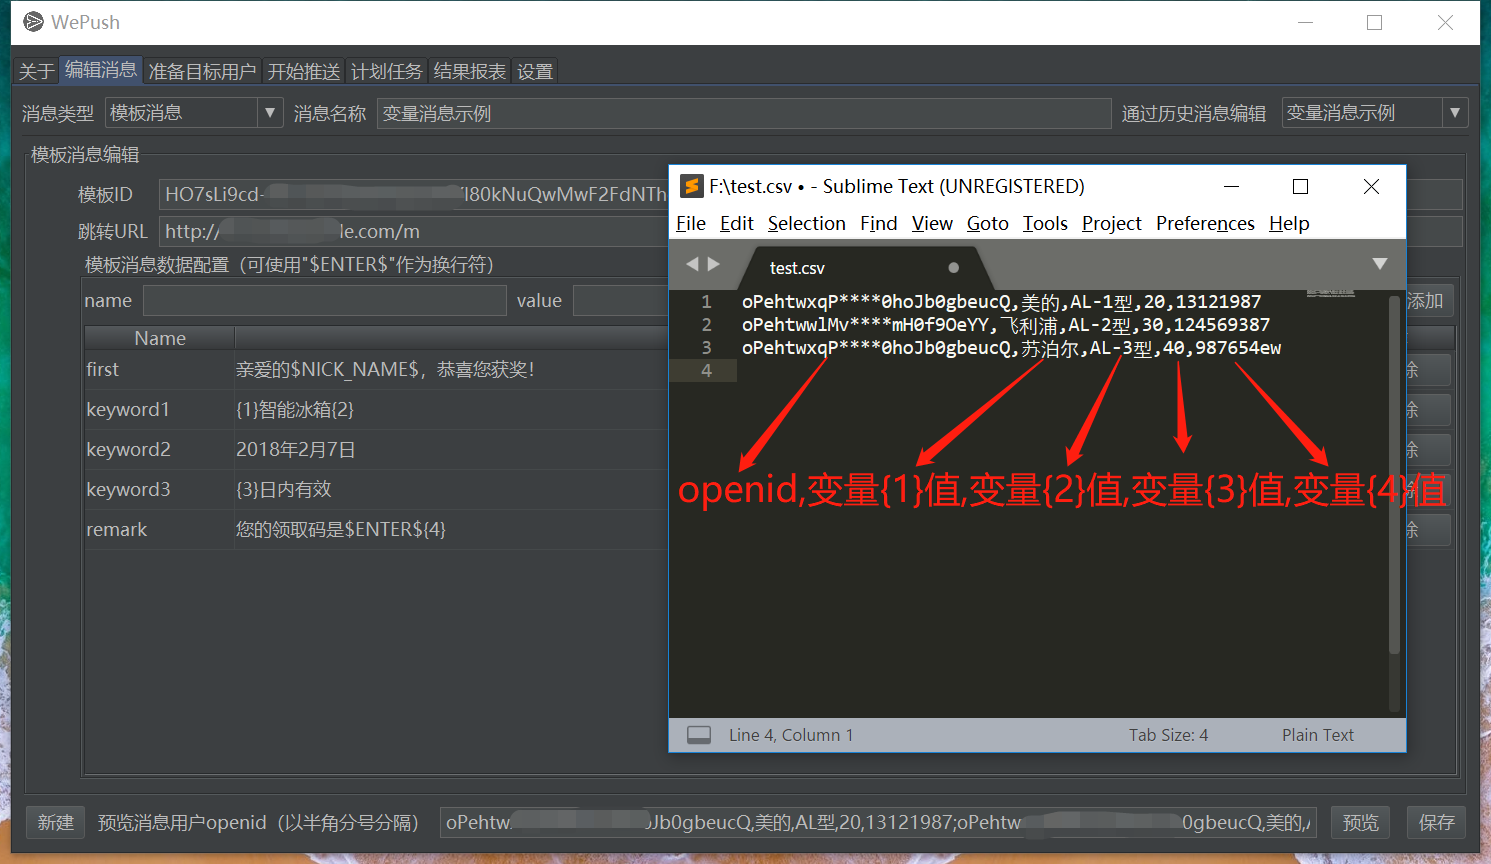 WePush
关于 编辑消息 准备目标用户 开始推送 计划任务 结果报表 设置
消息类型 模板消息 消息名称 变量消息示例 通过历史消息编辑 变量消息示例
模板消息编辑
模板ID HO7sLi9cd- l80kNuQwMwF2FdNTh
跳转URL http:// le.com/m
模板消息数据配置（可使用"$ENTER$"作为换行符）
name value 添加
Name
first 亲爱的$NICK_NAME$，恭喜您获奖！ 除
keyword1 {1}智能冰箱{2} 除
keyword2 2018年2月7日 除
keyword3 {3}日内有效 除
remark 您的领取码是$ENTER${4} 除
F:\test.csv • - Sublime Text (UNREGISTERED)
File Edit Selection Find View Goto Tools Project Preferences Help
test.csv
1 oPehtwxqP****0hoJb0gbeucQ,美的,AL-1型,20,13121987
2 oPehtwwlMv****mH0f9OeYY,飞利浦,AL-2型,30,124569387
3 oPehtwxqP****0hoJb0gbeucQ,苏泊尔,AL-3型,40,987654ew
4
openid,变量{1}值,变量{2}值,变量{3}值,变量{4}值
Line 4, Column 1 Tab Size: 4 Plain Text
新建 预览消息用户openid（以半角分号分隔） oPehtw Jb0gbeucQ,美的,AL型,20,13121987;oPehtw 0gbeucQ,美的,A 预览 保存